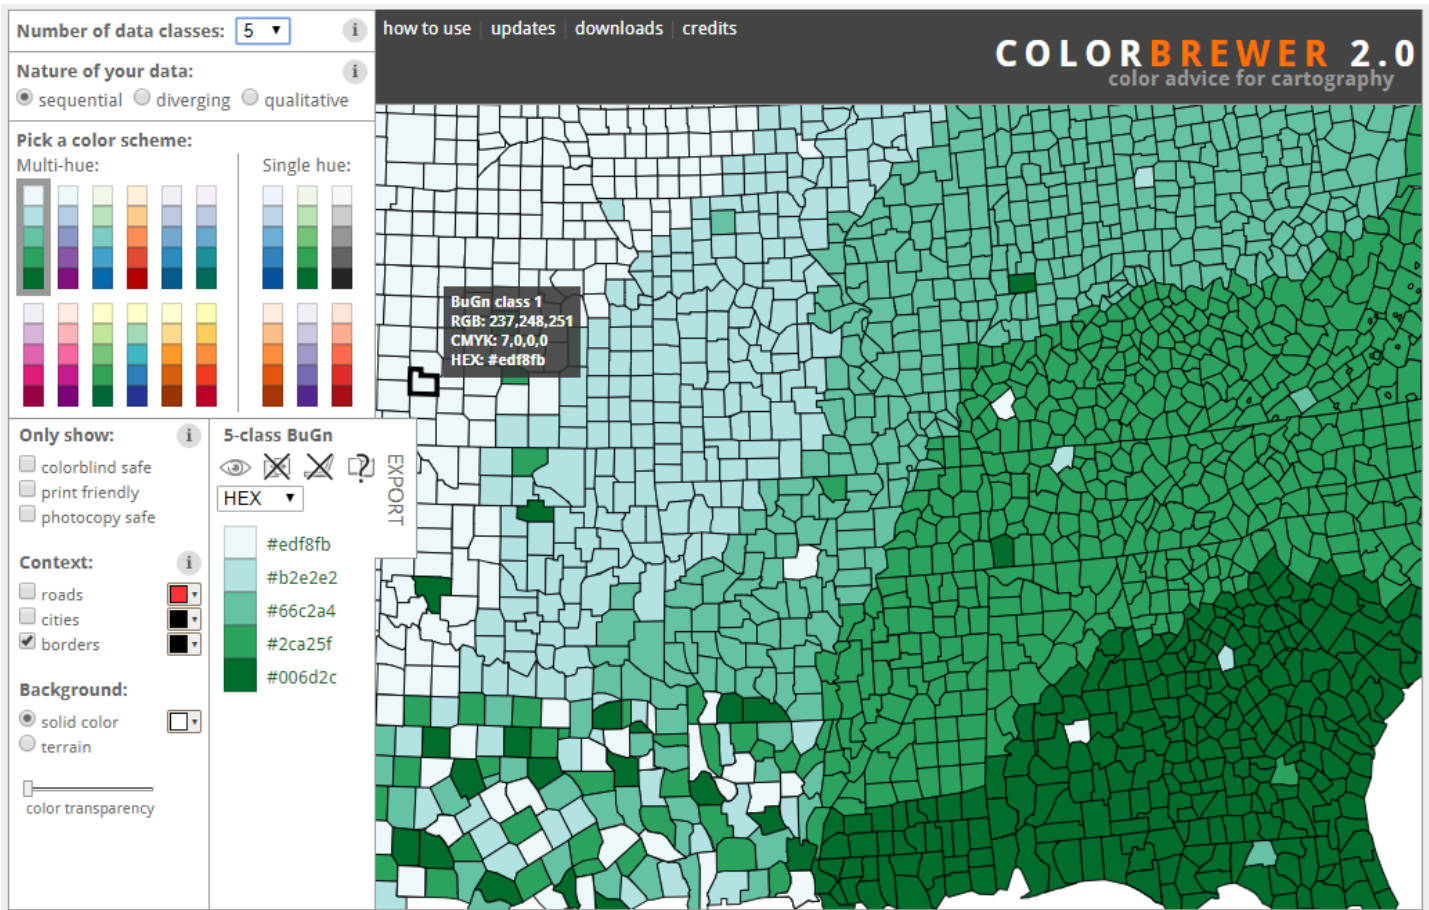 Number of data classes: 5
how to use updates downloads credits
COLORBREWER 2.0
color advice for cartography
Nature of your data:
sequential diverging qualitative
Pick a color scheme:
Multi-hue: Single hue:
BuGn class 1
RGB: 237,248,251
CMYK: 7,0,0,0
HEX: #edf8fb
Only show:
colorblind safe
print friendly
photocopy safe
Context:
roads
cities
borders
Background:
solid color
terrain
color transparency
5-class BuGn
HEX
EXPORT
#edf8fb
#b2e2e2
#66c2a4
#2ca25f
#006d2c